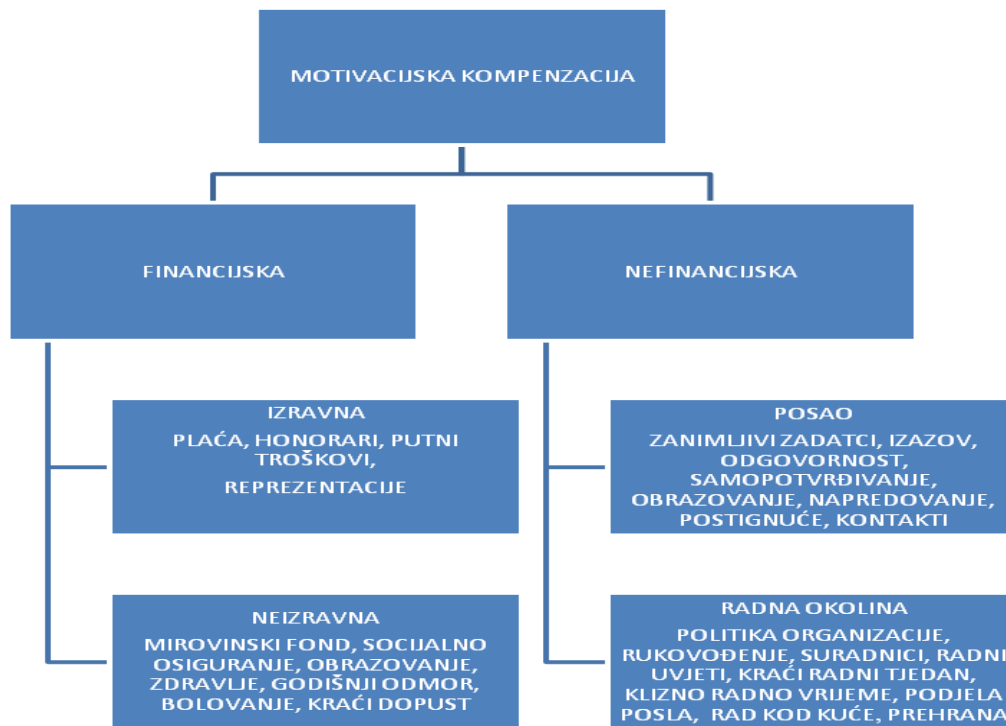 MOTIVACIJSKA KOMPENZACIJA
FINANCIJSKA
NEFINANCIJSKA
IZRAVNA
PLAĆA, HONORARI, PUTNI
TROŠKOVI,
REPREZENTACIJE
POSAO
ZANIMLJIVI ZADATCI, IZAZOV,
ODGOVORNOST,
SAMOPOTVRĐIVANJE,
OBRAZOVANJE, NAPREDOVANJE,
POSTIGNUĆE, KONTAKTI
NEIZRAVNA
MIROVINSKI FOND, SOCIJALNO
OSIGURANJE, OBRAZOVANJE,
ZDRAVLJE, GODIŠNJI ODMOR,
BOLOVANJE, KRAĆI DOPUST
RADNA OKOLINA
POLITIKA ORGANIZACIJE,
RUKOVOĐENJE, SURADNICI, RADNI
UVJETI, KRAĆI RADNI TJEDAN,
KLIZNO RADNO VRIJEME, PODJELA
POSLA, RAD KOD KUĆE, PREHRANA